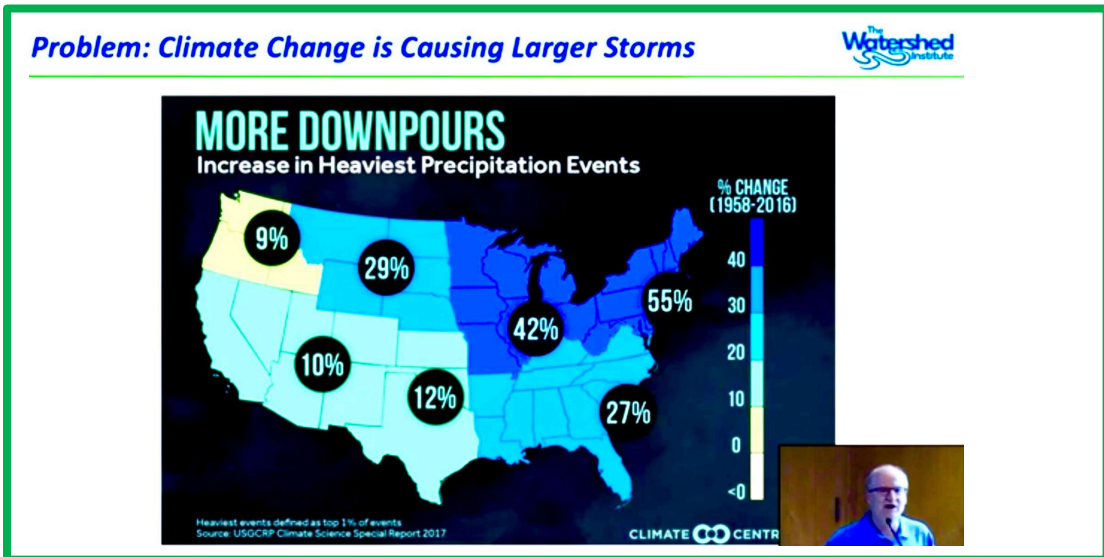 Problem: Climate Change is Causing Larger Storms
The
Watershed
Institute
MORE DOWNPOURS
Increase in Heaviest Precipitation Events
% CHANGE
(1958-2016)
9%
29%
42%
55%
10%
12%
27%
40
30
20
10
0
<0
Heaviest events defined as top 1% of events
Source: USGCRP Climate Science Special Report 2017
CLIMATE CENTR